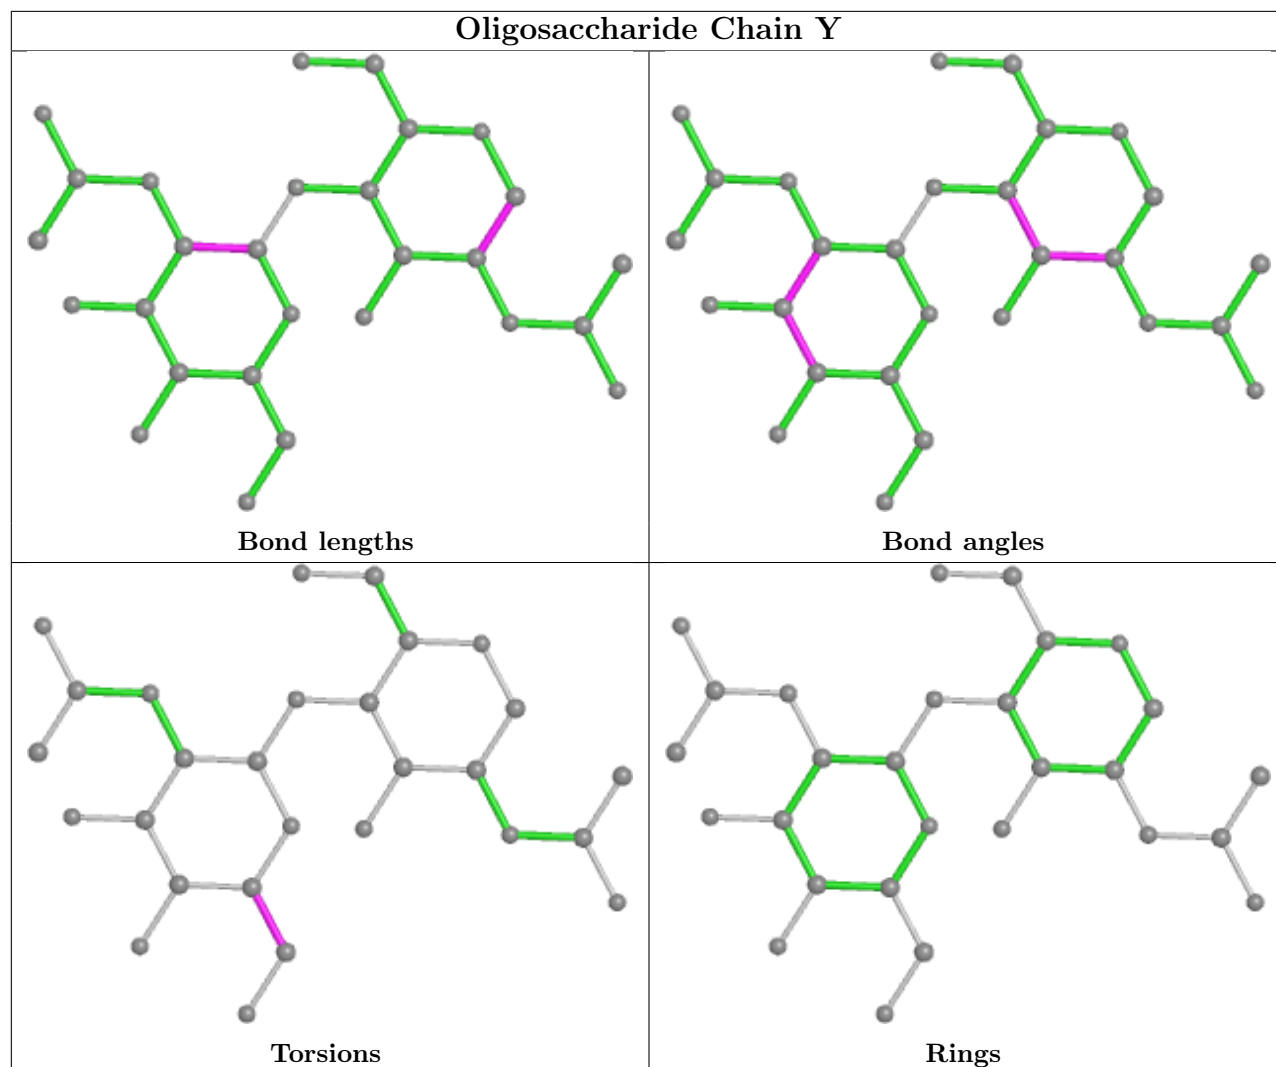 Oligosaccharide Chain Y
Bond lengths
Bond angles
Torsions
Rings